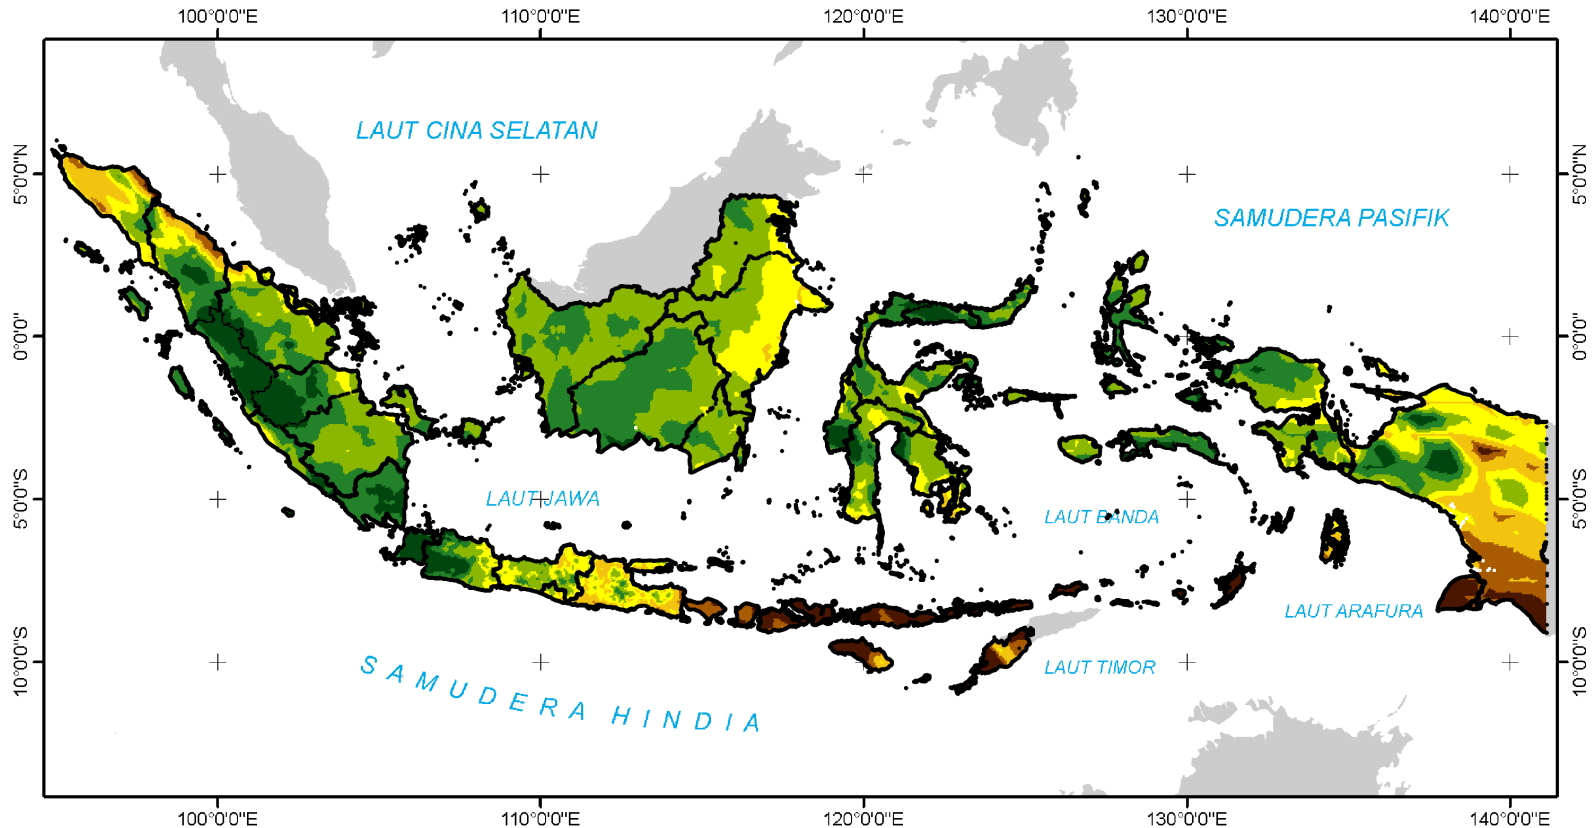 100°0'0"E 110°0'0"E 120°0'0"E 130°0'0"E 140°0'0"E
LAUT CINA SELATAN
5°0'0"N 5°0'0"N
SAMUDERA PASIFIK
0°0'0" 0°0'0"
LAUT JAWA
5°0'0"S 5°0'0"S
LAUT BANDA
LAUT ARAFURA
10°0'0"S 10°0'0"S
LAUT TIMOR
SAMUDERA HINDIA
100°0'0"E 110°0'0"E 120°0'0"E 130°0'0"E 140°0'0"E